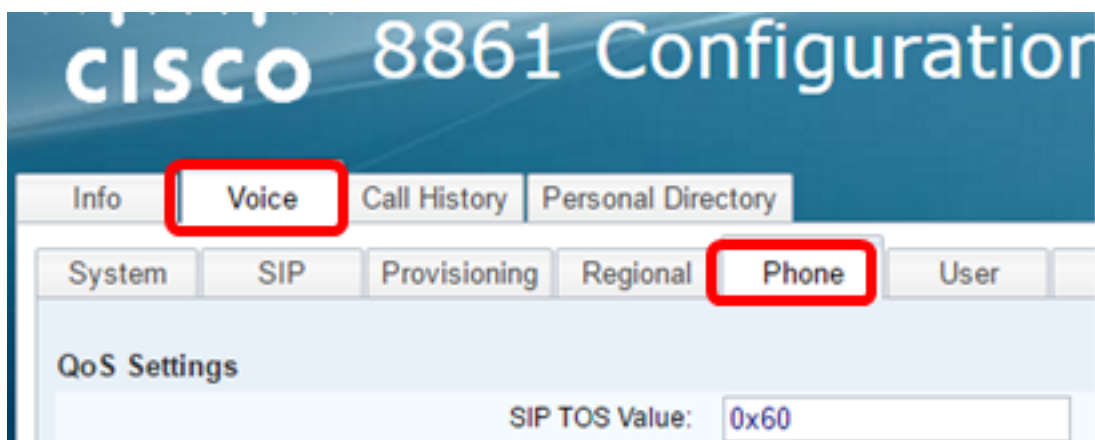 CISCO 8861 Configuration
Info Voice Call History Personal Directory
System SIP Provisioning Regional Phone User
QoS Settings
SIP TOS Value: 0x60